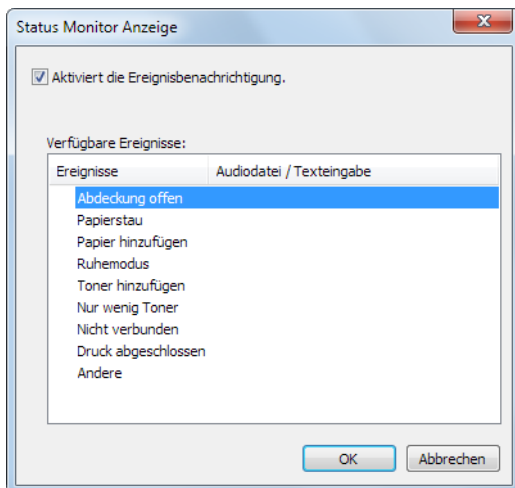 Status Monitor Anzeige
Aktiviert die Ereignisbenachrichtigung.
Verfügbare Ereignisse:
Ereignisse Audiodatei / Texteingabe
Abdeckung offen
Papierstau
Papier hinzufügen
Ruhemodus
Toner hinzufügen
Nur wenig Toner
Nicht verbunden
Druck abgeschlossen
Andere
OK Abbrechen